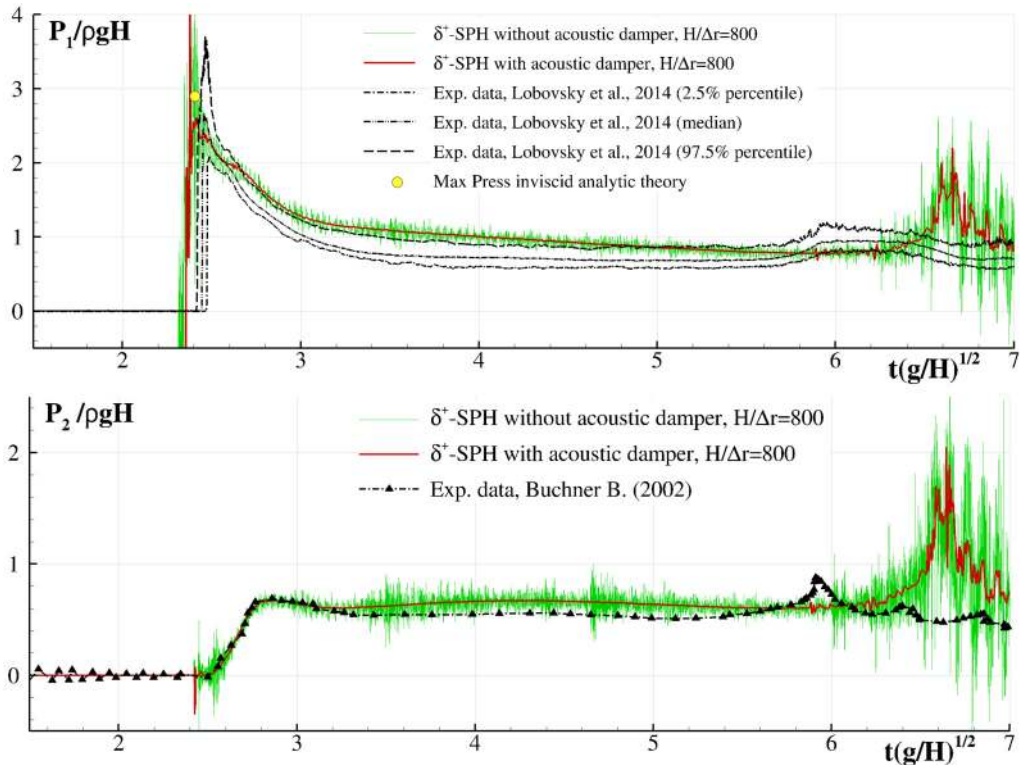 P₁/ρgH
4
3
2
1
0
δ⁺-SPH without acoustic damper, H/Δr=800
δ⁺-SPH with acoustic damper, H/Δr=800
Exp. data, Lobovsky et al., 2014 (2.5% percentile)
Exp. data, Lobovsky et al., 2014 (median)
Exp. data, Lobovsky et al., 2014 (97.5% percentile)
Max Press inviscid analytic theory
2 3 4 5 6 7
t(g/H)^1/2
P₂/ρgH
2
1
0
δ⁺-SPH without acoustic damper, H/Δr=800
δ⁺-SPH with acoustic damper, H/Δr=800
Exp. data, Buchner B. (2002)
2 3 4 5 6 7
t(g/H)^1/2